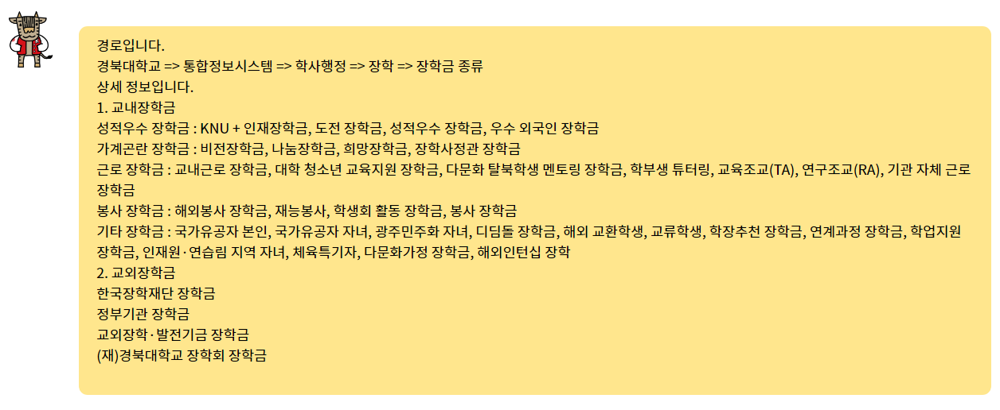 경로입니다.
경북대학교 => 통합정보시스템 => 학사행정 => 장학 => 장학금 종류
상세 정보입니다.
1. 교내장학금
성적우수 장학금 : KNU + 인재장학금, 도전 장학금, 성적우수 장학금, 우수 외국인 장학금
가계곤란 장학금 : 비전장학금, 나눔장학금, 희망장학금, 장학사정관 장학금
근로 장학금 : 교내근로 장학금, 대학 청소년 교육지원 장학금, 다문화 탈북학생 멘토링 장학금, 학부생 튜터링, 교육조교(TA), 연구조교(RA), 기관 자체 근로
장학금
봉사 장학금 : 해외봉사 장학금, 재능봉사, 학생회 활동 장학금, 봉사 장학금
기타 장학금 : 국가유공자 본인, 국가유공자 자녀, 광주민주화 자녀, 디딤돌 장학금, 해외 교환학생, 교류학생, 학장추천 장학금, 연계과정 장학금, 학업지원
장학금, 인재원·연습림 지역 자녀, 체육특기자, 다문화가정 장학금, 해외인턴십 장학
2. 교외장학금
한국장학재단 장학금
정부기관 장학금
교외장학·발전기금 장학금
(재)경북대학교 장학회 장학금